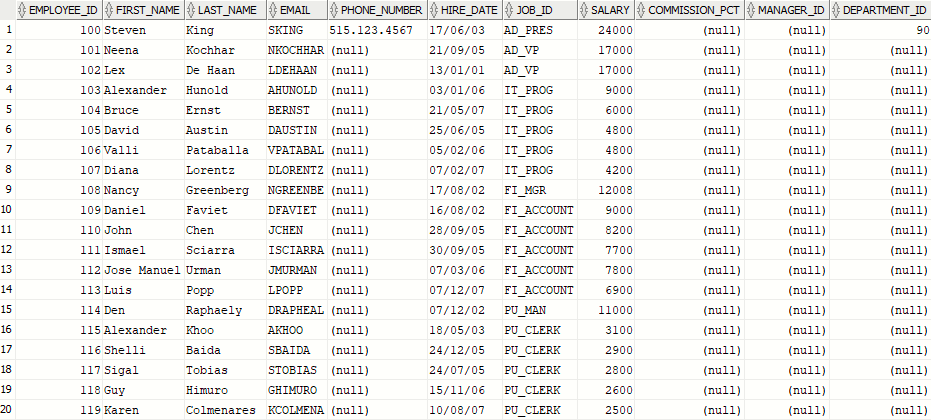 EMPLOYEE_ID FIRST_NAME LAST_NAME EMAIL PHONE_NUMBER HIRE_DATE JOB_ID SALARY COMMISSION_PCT MANAGER_ID DEPARTMENT_ID
1 100 Steven King SKING 515.123.4567 17/06/03 AD_PRES 24000 (null) (null) 90
2 101 Neena Kochhar NKOCHHAR (null) 21/09/05 AD_VP 17000 (null) (null) (null)
3 102 Lex De Haan LDEHAAN (null) 13/01/01 AD_VP 17000 (null) (null) (null)
4 103 Alexander Hunold AHUNOLD (null) 03/01/06 IT_PROG 9000 (null) (null) (null)
5 104 Bruce Ernst BERNST (null) 21/05/07 IT_PROG 6000 (null) (null) (null)
6 105 David Austin DAUSTIN (null) 25/06/05 IT_PROG 4800 (null) (null) (null)
7 106 Valli Pataballa VPATABAL (null) 05/02/06 IT_PROG 4800 (null) (null) (null)
8 107 Diana Lorentz DLORENTZ (null) 07/02/07 IT_PROG 4200 (null) (null) (null)
9 108 Nancy Greenberg NGREENBE (null) 17/08/02 FI_MGR 12008 (null) (null) (null)
10 109 Daniel Faviet DFAVIET (null) 16/08/02 FI_ACCOUNT 9000 (null) (null) (null)
11 110 John Chen JCHEN (null) 28/09/05 FI_ACCOUNT 8200 (null) (null) (null)
12 111 Ismael Sciarra ISCIARRA (null) 30/09/05 FI_ACCOUNT 7700 (null) (null) (null)
13 112 Jose Manuel Urman JMURMAN (null) 07/03/06 FI_ACCOUNT 7800 (null) (null) (null)
14 113 Luis Popp LPOPP (null) 07/12/07 FI_ACCOUNT 6900 (null) (null) (null)
15 114 Den Raphaely DRAPHEAL (null) 07/12/02 PU_MAN 11000 (null) (null) (null)
16 115 Alexander Khoo AKHOO (null) 18/05/03 PU_CLERK 3100 (null) (null) (null)
17 116 Shelli Baida SBAIDA (null) 24/12/05 PU_CLERK 2900 (null) (null) (null)
18 117 Sigal Tobias STOBIAS (null) 24/07/05 PU_CLERK 2800 (null) (null) (null)
19 118 Guy Himuro GHIMURO (null) 15/11/06 PU_CLERK 2600 (null) (null) (null)
20 119 Karen Colmenares KCOLMENA (null) 10/08/07 PU_CLERK 2500 (null) (null) (null)